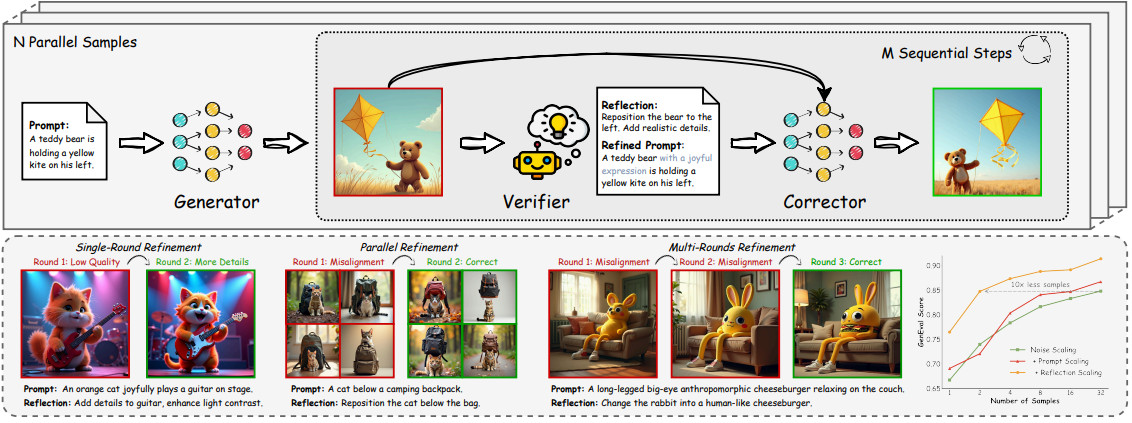 N Parallel Samples
M Sequential Steps
Prompt:
A teddy bear is
holding a yellow
kite on his left.
Generator
Verifier
Reflection:
Reposition the bear to the
left. Add realistic details.
Refined Prompt:
A teddy bear with a joyful
expression is holding a
yellow kite on his left.
Corrector
Single-Round Refinement
Round 1: Low Quality
Round 2: More Details
Prompt: An orange cat joyfully plays a guitar on stage.
Reflection: Add details to guitar, enhance light contrast.
Parallel Refinement
Round 1: Misalignment
Round 2: Correct
Prompt: A cat below a camping backpack.
Reflection: Reposition the cat below the bag.
Multi-Rounds Refinement
Round 1: Misalignment
Round 2: Misalignment
Round 3: Correct
Prompt: A long-legged big-eye anthropomorphic cheeseburger relaxing on the couch.
Reflection: Change the rabbit into a human-like cheeseburger.
GenEval Score
0.90
0.85
0.80
0.75
0.70
0.65
10x less samples
Noise Scaling
+ Prompt Scaling
+ Reflection Scaling
1 2 4 8 16 32
Number of Samples